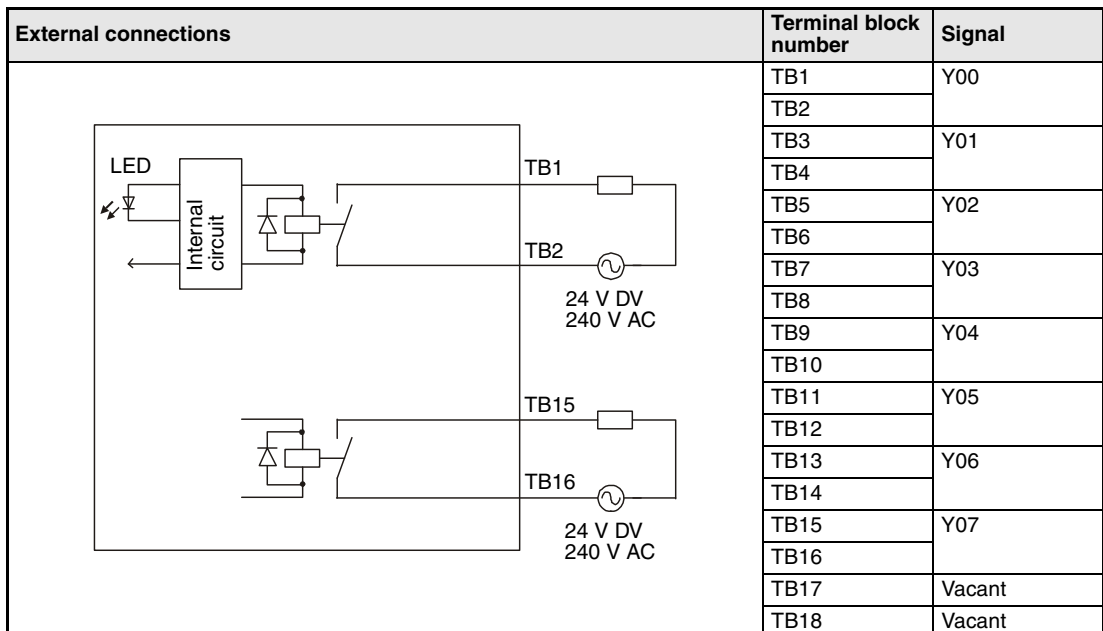 External connections
Terminal block
number
Signal
LED
Internal
circuit
TB1
TB2
24 V DV
240 V AC
TB15
TB16
24 V DV
240 V AC
TB1
Y00
TB2
TB3
Y01
TB4
TB5
Y02
TB6
TB7
Y03
TB8
TB9
Y04
TB10
TB11
Y05
TB12
TB13
Y06
TB14
TB15
Y07
TB16
TB17
Vacant
TB18
Vacant